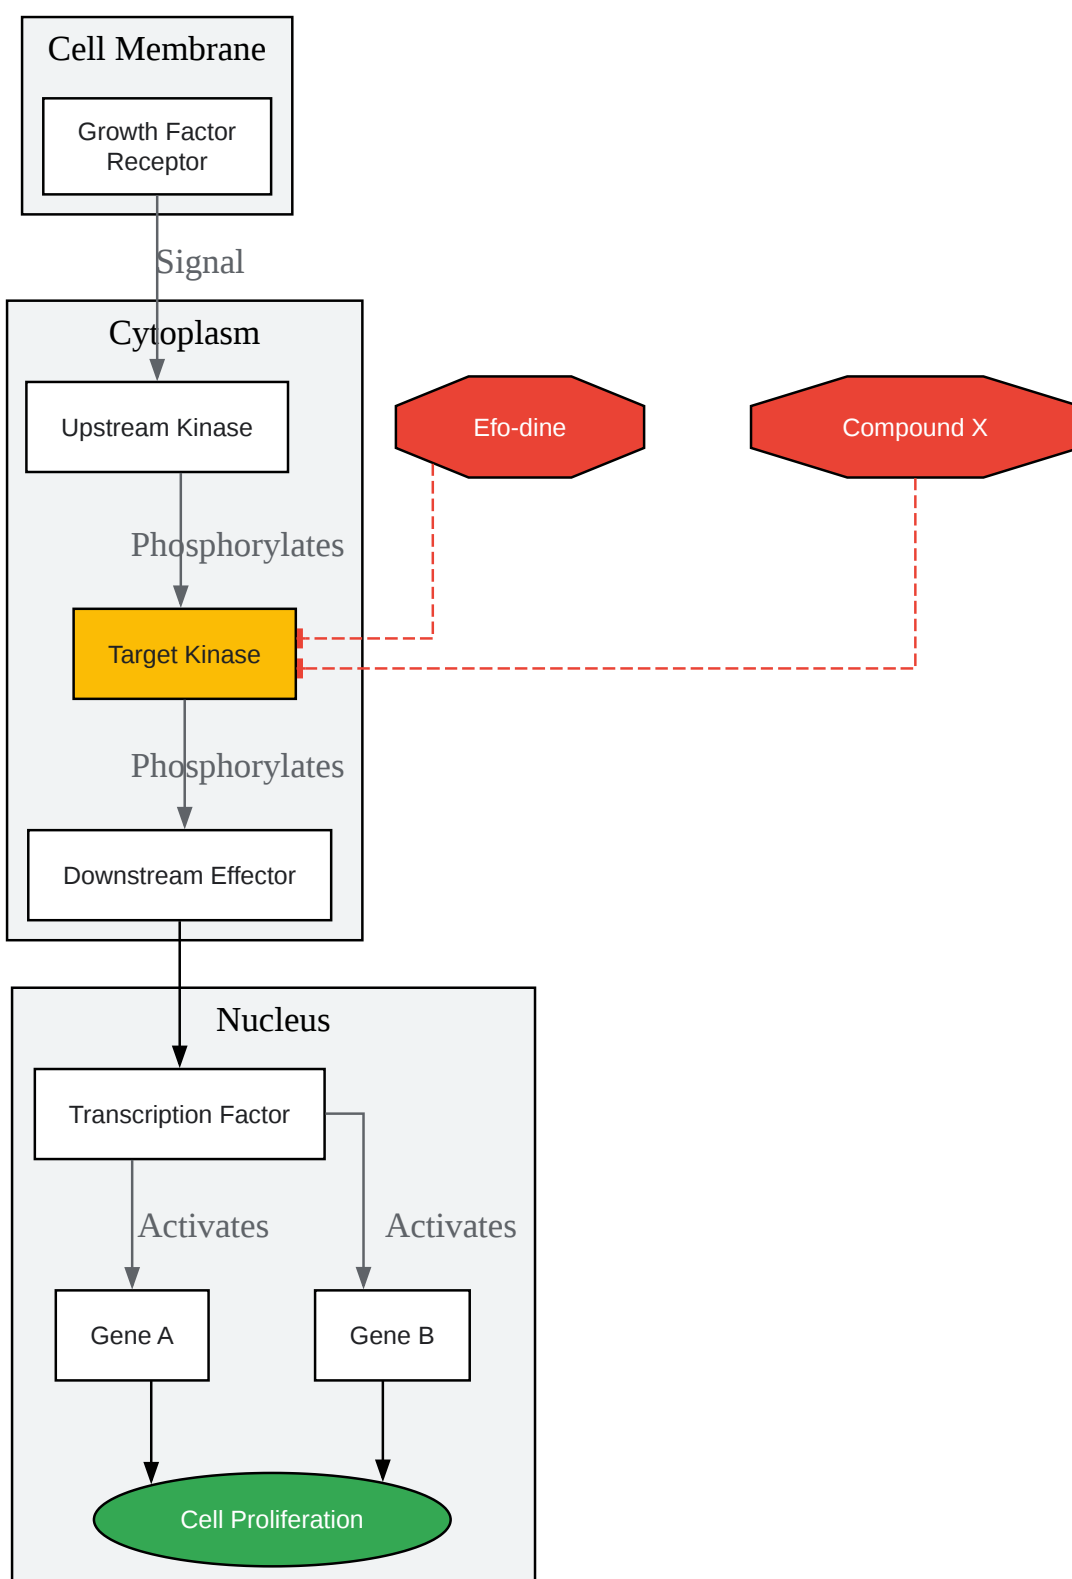 Cell Membrane
Growth Factor
Receptor
Signal
Cytoplasm
Upstream Kinase
Efo-dine
Compound X
Phosphorylates
Target Kinase
Phosphorylates
Downstream Effector
Nucleus
Transcription Factor
Activates
Activates
Gene A
Gene B
Cell Proliferation